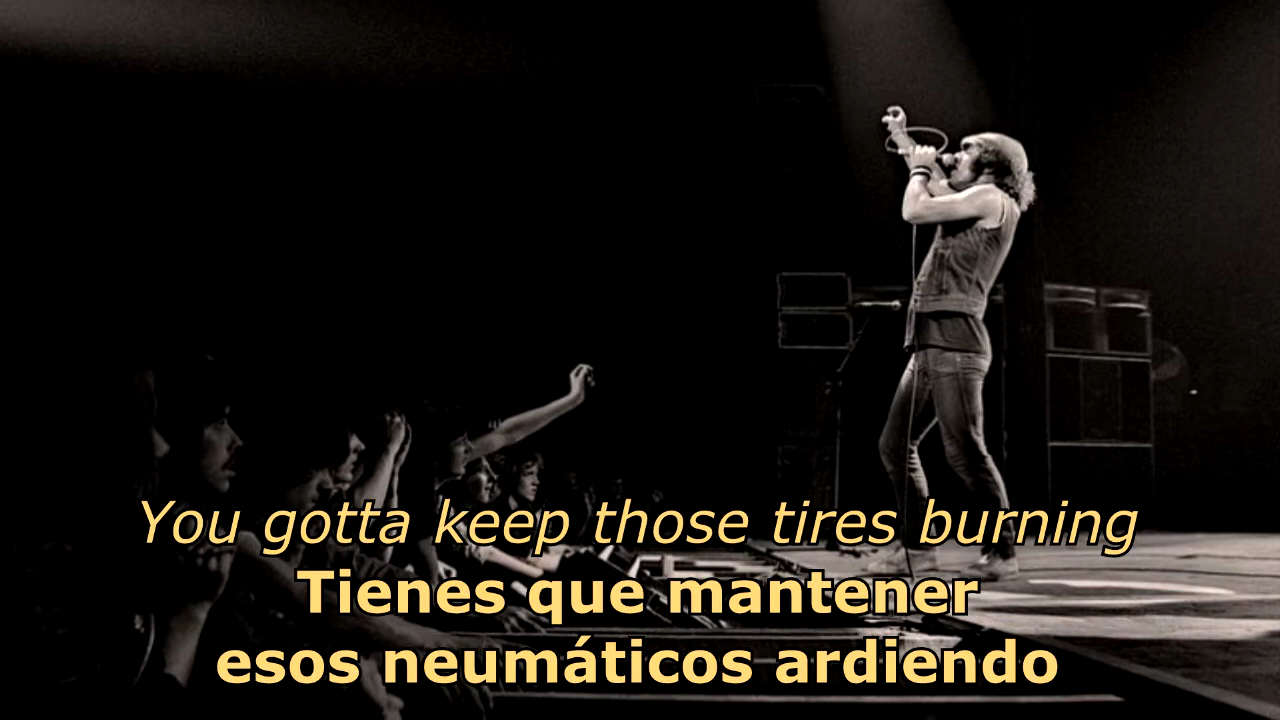 You gotta keep those tires burning
Tienes que mantener
esos neumáticos ardiendo